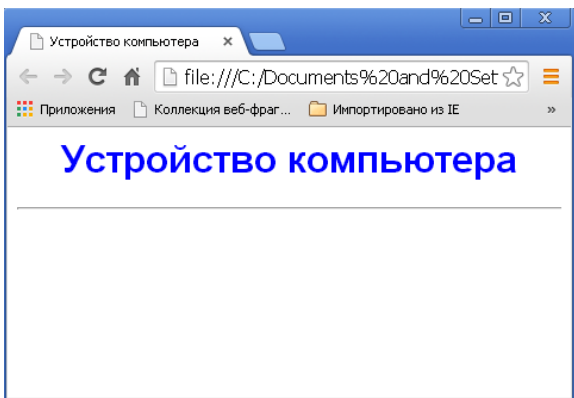 Устройство компьютера
file:///C:/Documents%20and%20Set
Приложения Коллекция веб-фраг... Импортировано из IE »
Устройство компьютера